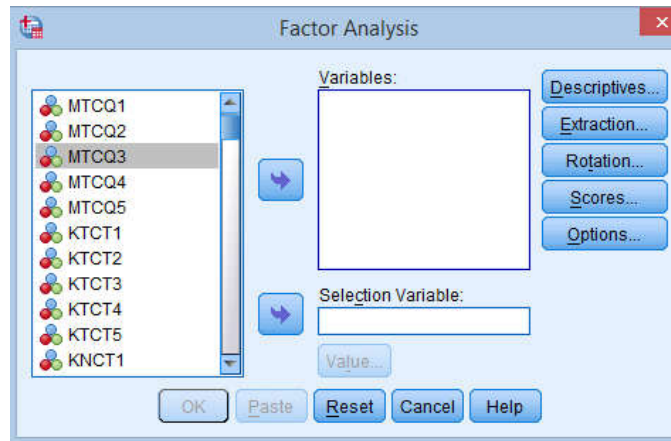 Factor Analysis
x
MTCQ1
MTCQ2
MTCQ3
MTCQ4
MTCQ5
KTCT1
KTCT2
KTCT3
KTCT4
KTCT5
KNCT1
Variables:
Selection Variable:
Value...
Descriptives...
Extraction...
Rotation...
Scores...
Options...
OK Paste Reset Cancel Help